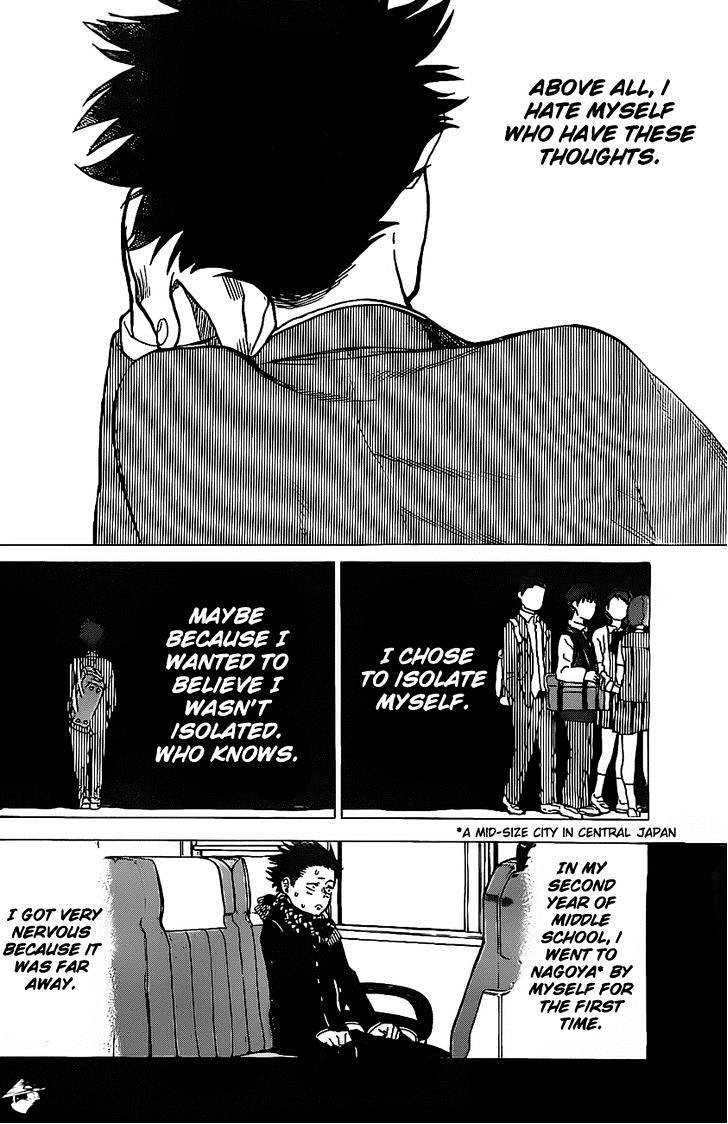 ABOVE ALL, I
HATE MYSELF
WHO HAVE THESE
THOUGHTS.
I CHOSE
TO ISOLATE
MYSELF.
MAYBE
BECAUSE I
WANTED TO
BELIEVE I
WASN'T
ISOLATED.
WHO KNOWS.
*A MID-SIZE CITY IN CENTRAL JAPAN
IN MY
SECOND
YEAR OF
MIDDLE
SCHOOL, I
WENT TO
NAGOYA* BY
MYSELF FOR
THE FIRST
TIME.
I GOT VERY
NERVOUS
BECAUSE IT
WAS FAR
AWAY.